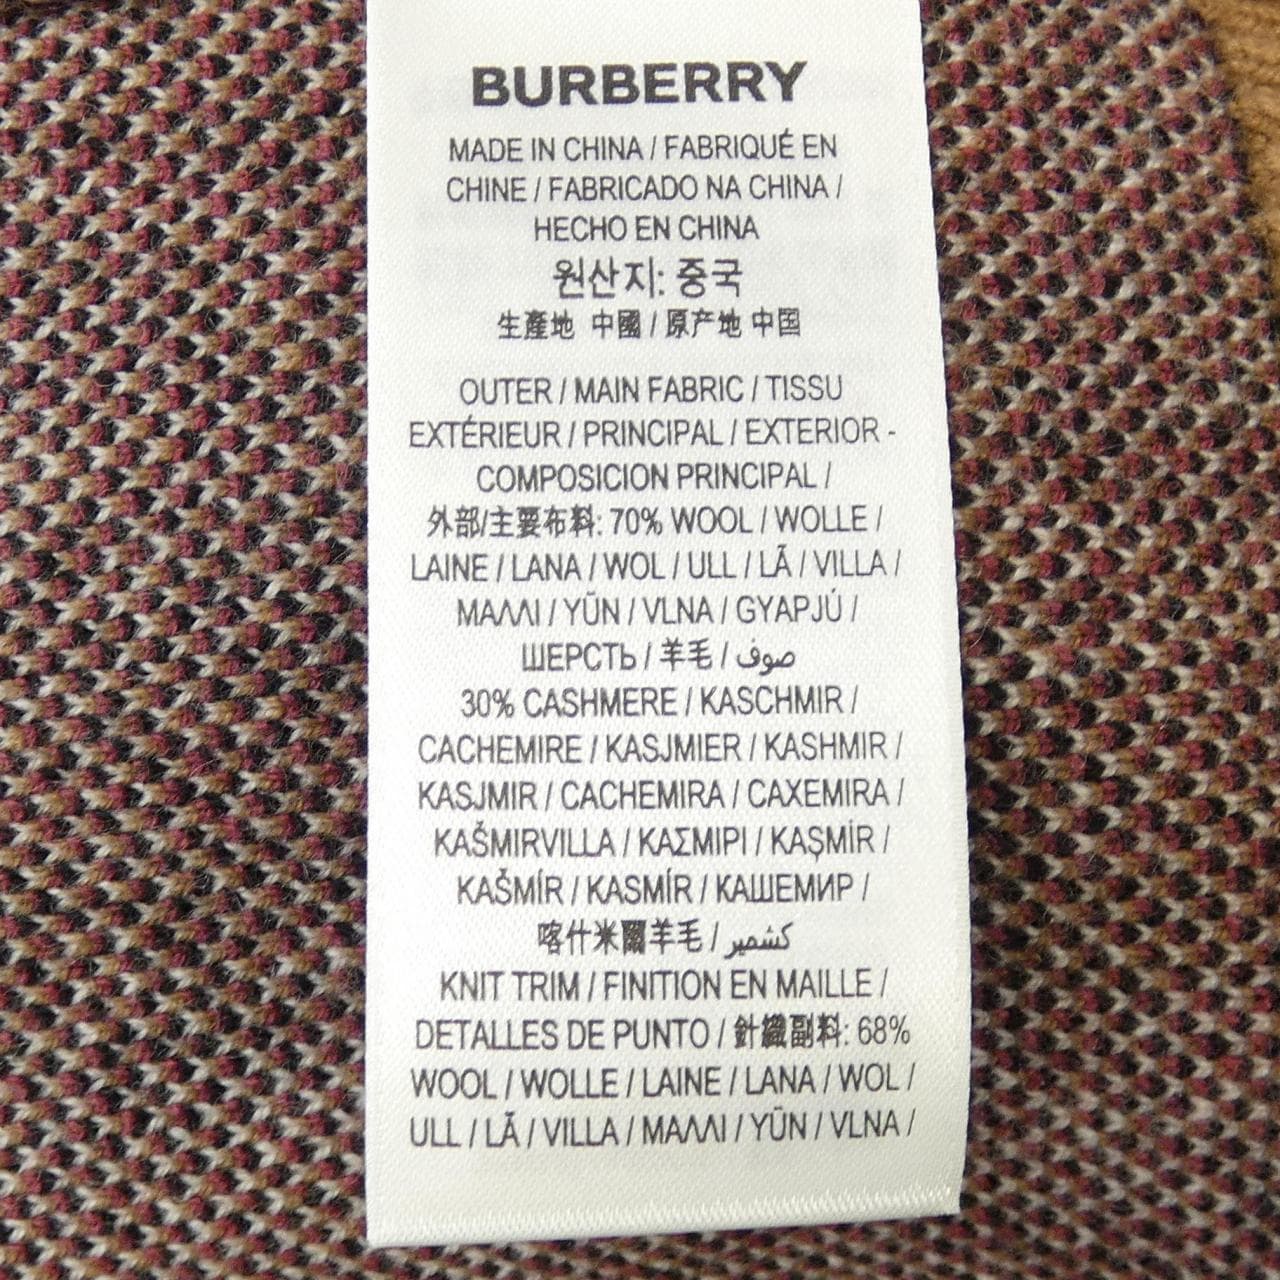 BURBERRY
MADE IN CHINA / FABRIQUÉ EN
CHINE / FABRICADO NA CHINA /
HECHO EN CHINA
원산지: 중국
生產地 中國 / 原产地 中国
OUTER / MAIN FABRIC / TISSU
EXTÉRIEUR / PRINCIPAL / EXTERIOR -
COMPOSICION PRINCIPAL /
外部/主要布料: 70% WOOL / WOLLE /
LAINE / LANA / WOL / ULL / LÃ / VILLA /
ΜΑΛΛΙ / YÜN / VLNA / GYAPJÚ /
ШЕРСТЬ / 羊毛 / صوف
30% CASHMERE / KASCHMIR /
CACHEMIRE / KASJMIER / KASHMIR /
KASJMIR / CACHEMIRA / CAXEMIRA /
KAŠMIRVILLA / ΚΑΣΜΙΡΙ / KAŞMİR /
KAŠMÍR / KASMÍR / КАШЕМИР /
喀什米爾羊毛 / كشمير
KNIT TRIM / FINITION EN MAILLE /
DETALLES DE PUNTO / 針織副料: 68%
WOOL / WOLLE / LAINE / LANA / WOL /
ULL / LÃ / VILLA / ΜΑΛΛΙ / YÜN / VLNA /